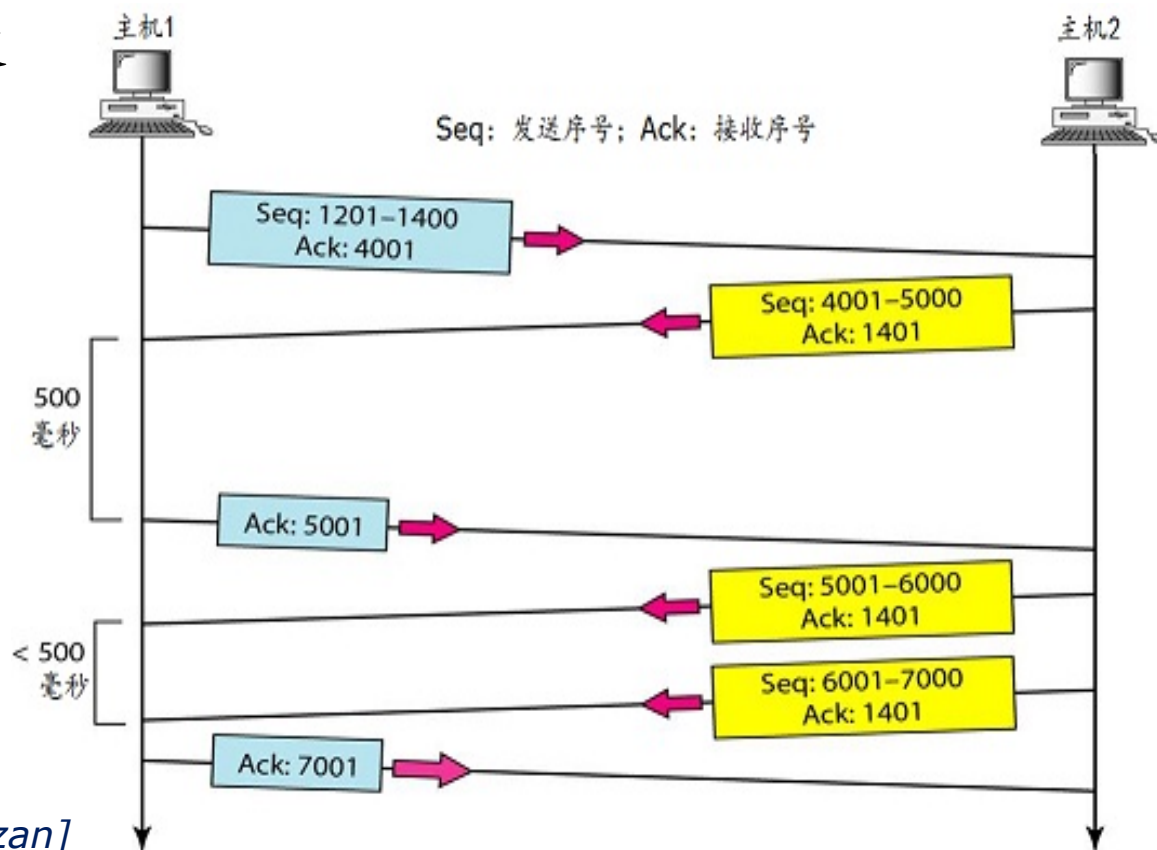 主机1
主机2
Seq: 发送序号; Ack: 接收序号
Seq: 1201–1400
Ack: 4001
Seq: 4001–5000
Ack: 1401
500
毫秒
Ack: 5001
Seq: 5001–6000
Ack: 1401
< 500
毫秒
Seq: 6001–7000
Ack: 1401
Ack: 7001
zan]